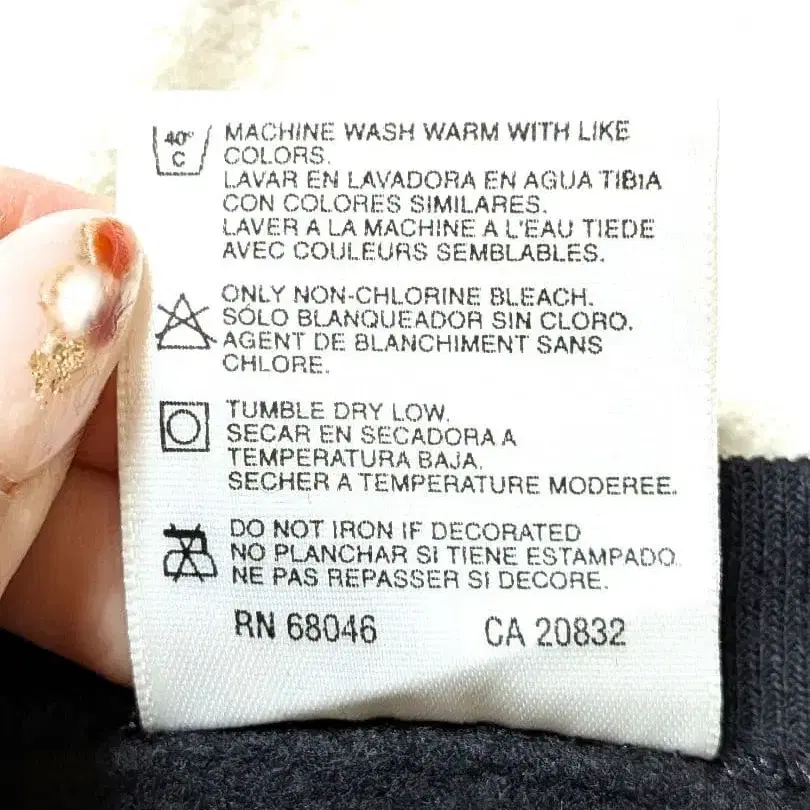 40°
C
MACHINE WASH WARM WITH LIKE
COLORS.
LAVAR EN LAVADORA EN AGUA TIBIA
CON COLORES SIMILARES.
LAVER A LA MACHINE A L'EAU TIEDE
AVEC COULEURS SEMBLABLES.
ONLY NON-CHLORINE BLEACH.
SÓLO BLANQUEADOR SIN CLORO.
AGENT DE BLANCHIMENT SANS
CHLORE.
TUMBLE DRY LOW.
SECAR EN SECADORA A
TEMPERATURA BAJA.
SECHER A TEMPERATURE MODEREE.
DO NOT IRON IF DECORATED
NO PLANCHAR SI TIENE ESTAMPADO.
NE PAS REPASSER SI DECORE.
RN 68046 CA 20832